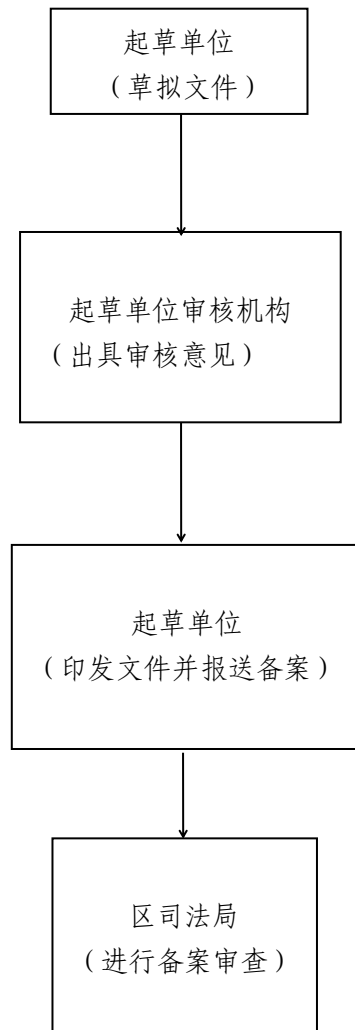 起草单位
（草拟文件）
起草单位审核机构
（出具审核意见）
起草单位
（印发文件并报送备案）
区司法局
（进行备案审查）